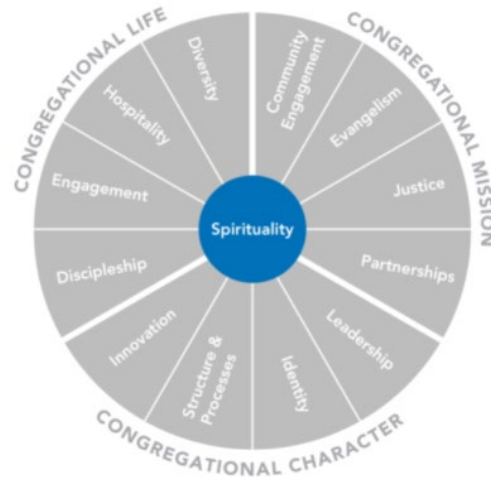 CONGREGATIONAL LIFE
CONGREGATIONAL MISSION
CONGREGATIONAL CHARACTER
Diversity
Hospitality
Engagement
Discipleship
Community
Engagement
Evangelism
Justice
Partnerships
Leadership
Identity
Structure &
Processes
Innovation
Spirituality